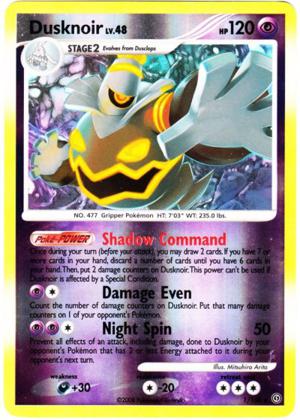 Dusknoir LV.48 HP 120
STAGE 2 Evolves from Dusclops
NO. 477 Gripper Pokémon HT: 7'03" WT: 235.0 lbs.
Poké-POWER Shadow Command
Once during your turn (before your attack), you may draw 2 cards. If you have 7 or
more cards in your hand, discard a number of cards until you have 6 cards in
your hand. Then, put 2 damage counters on Dusknoir. This power can't be used if
Dusknoir is affected by a Special Condition.
Damage Even
Count the number of damage counters on Dusknoir. Put that many damage
counters on 1 of your opponent's Pokémon.
Night Spin 50
Prevent all effects of an attack, including damage, done to Dusknoir by your
opponent's Pokémon that has 2 or less Energy attached to it during your
opponent's next turn.
Illus. Mitsuhiro Arita
weakness resistance retreat cost
+30 -20
©2008 Pokémon